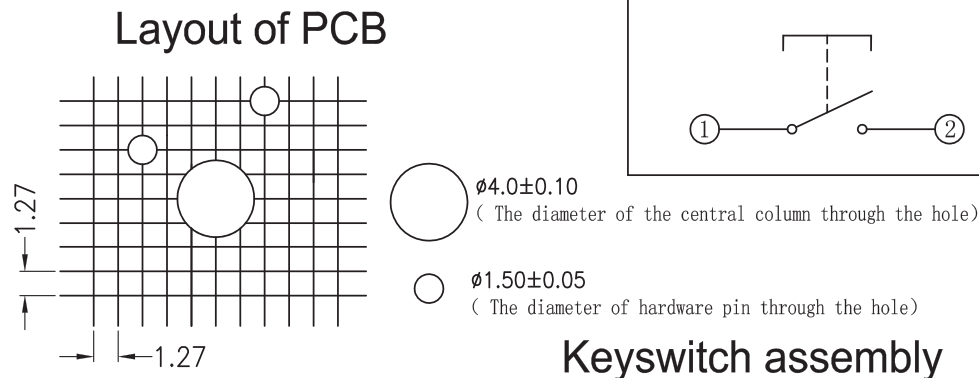 Layout of PCB
1
2
ø4.0±0.10
( The diameter of the central column through the hole)
1.27
ø1.50±0.05
( The diameter of hardware pin through the hole)
1.27
Keyswitch assembly